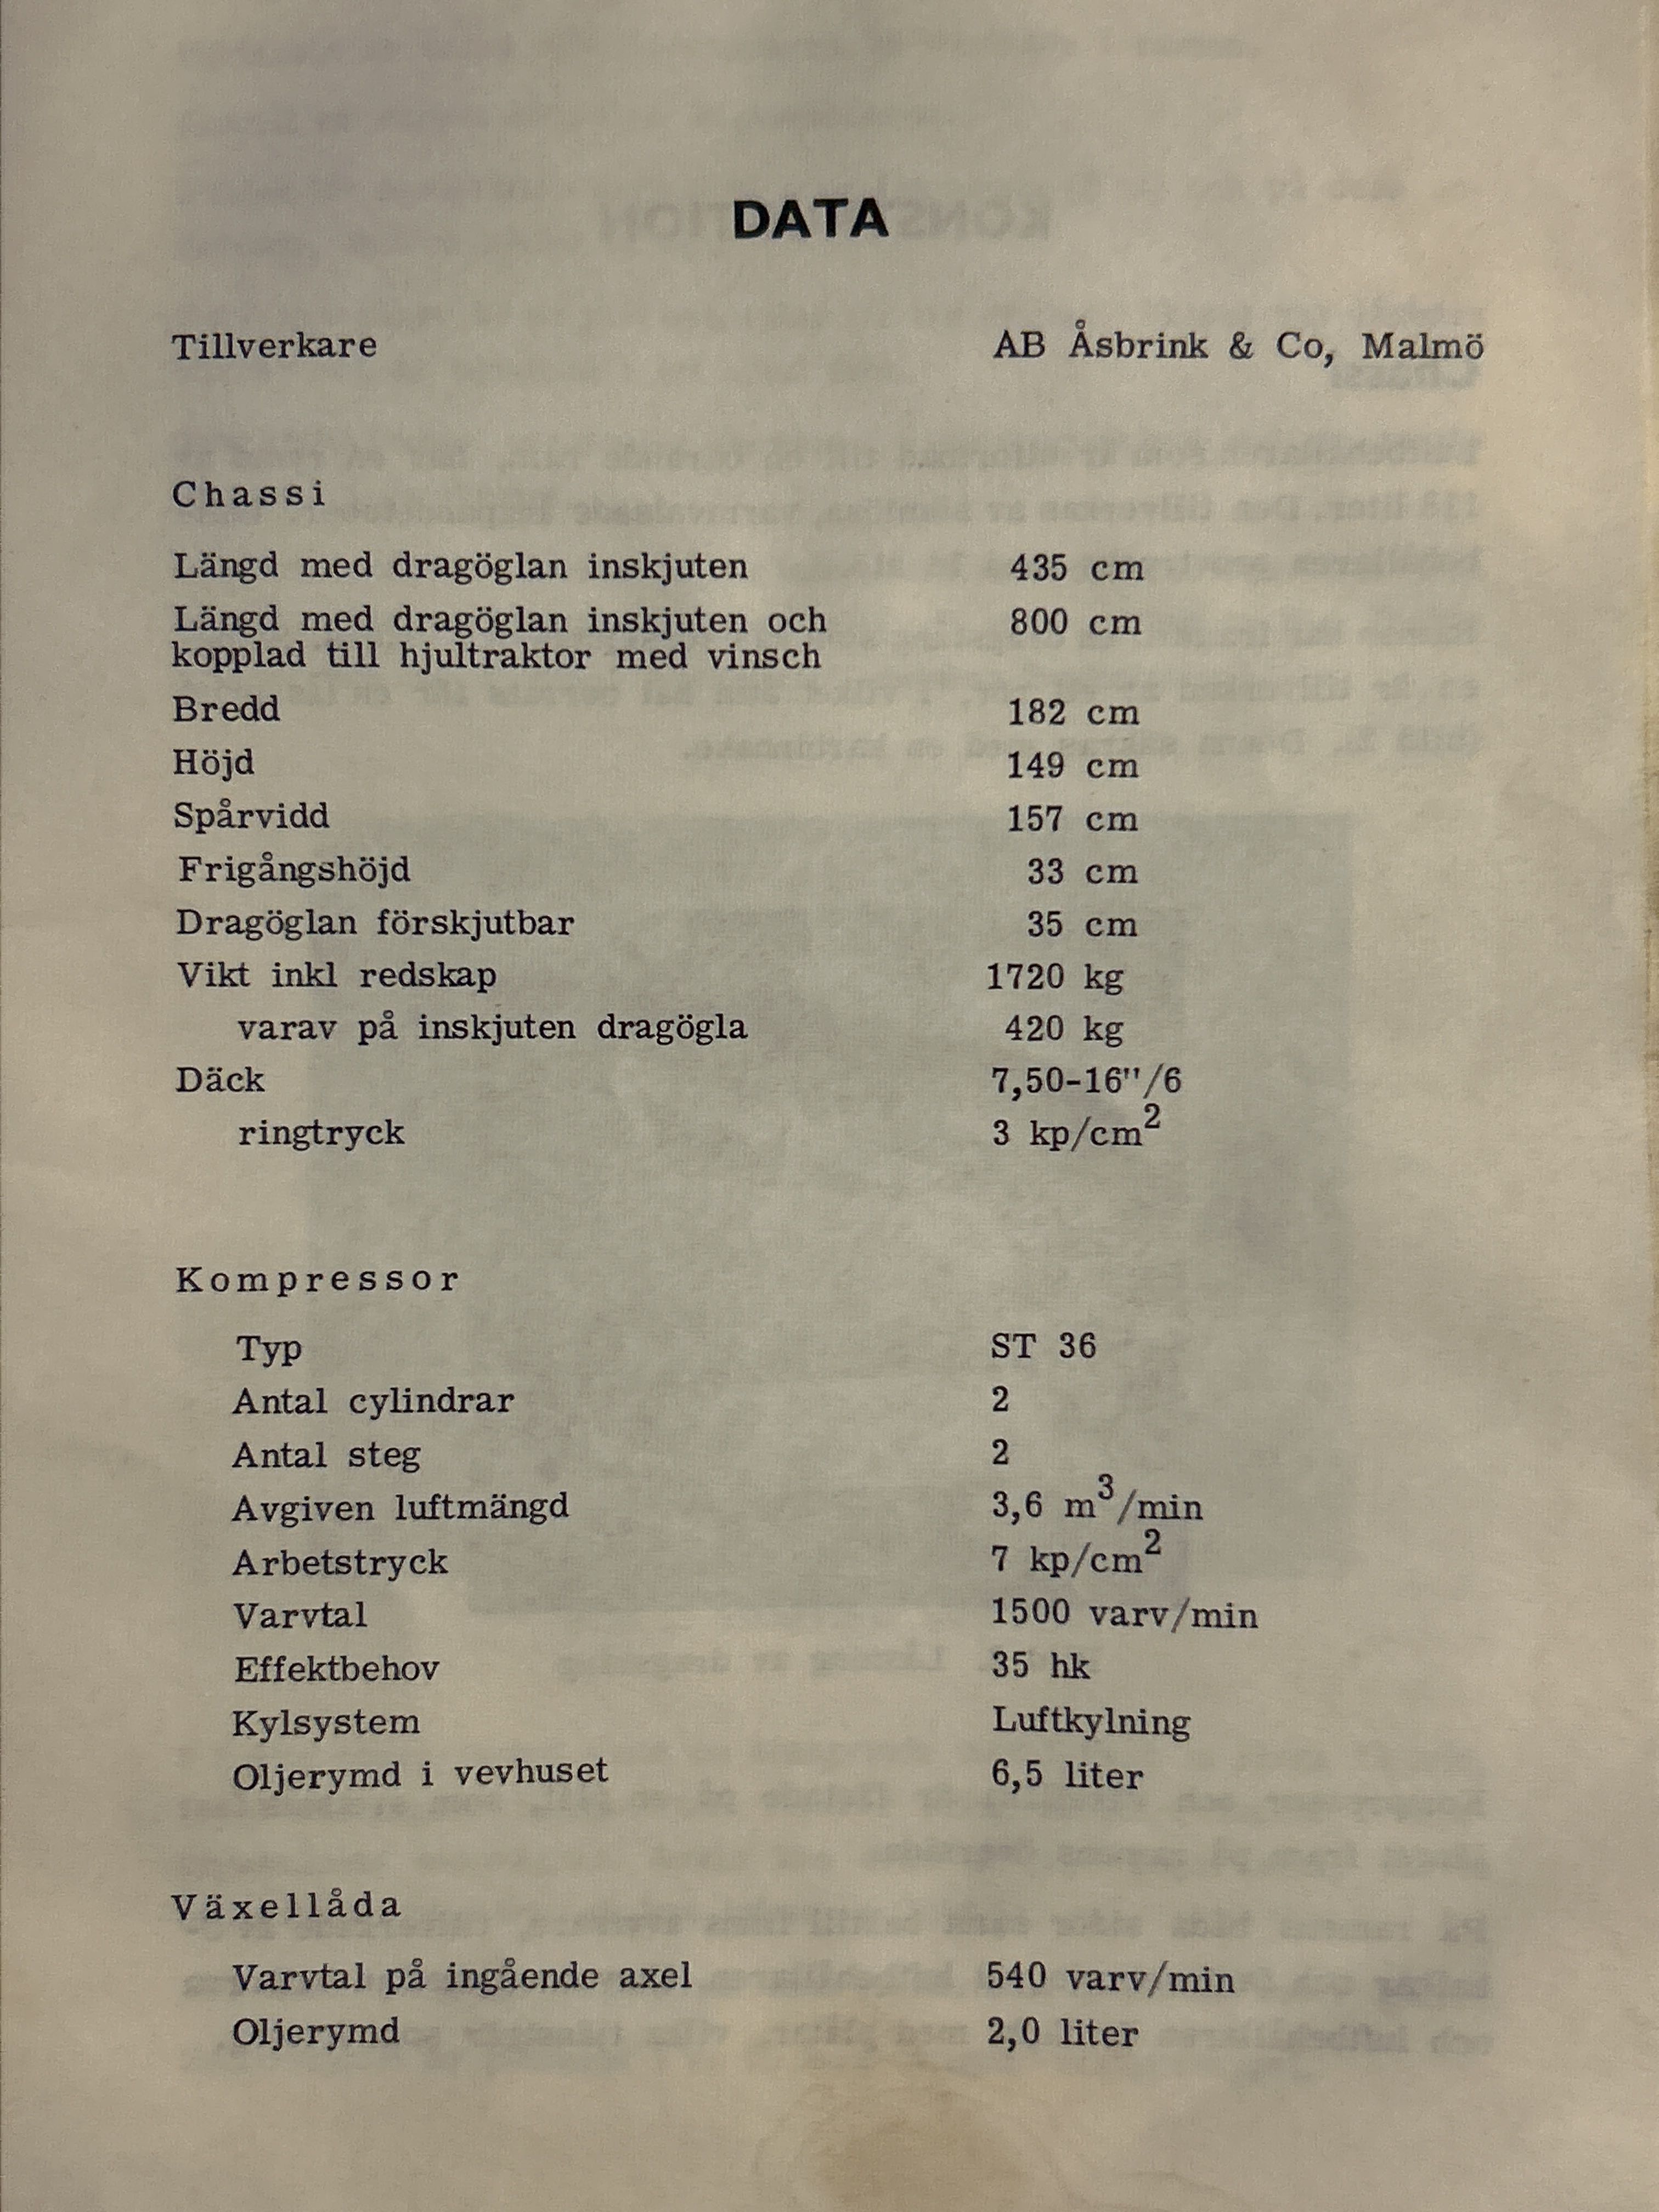 DATA
Tillverkare AB Åsbrink & Co, Malmö
Chassi
Längd med dragöglan inskjuten 435 cm
Längd med dragöglan inskjuten och 800 cm
kopplad till hjultraktor med vinsch
Bredd 182 cm
Höjd 149 cm
Spårvidd 157 cm
Frigångshöjd 33 cm
Dragöglan förskjutbar 35 cm
Vikt inkl redskap 1720 kg
varav på inskjuten dragögla 420 kg
Däck 7,50-16"/6
ringtryck 3 kp/cm²
Kompressor
Typ ST 36
Antal cylindrar 2
Antal steg 2
Avgiven luftmängd 3,6 m³/min
Arbetstryck 7 kp/cm²
Varvtal 1500 varv/min
Effektbehov 35 hk
Kylsystem Luftkylning
Oljerymd i vevhuset 6,5 liter
Växellåda
Varvtal på ingående axel 540 varv/min
Oljerymd 2,0 liter